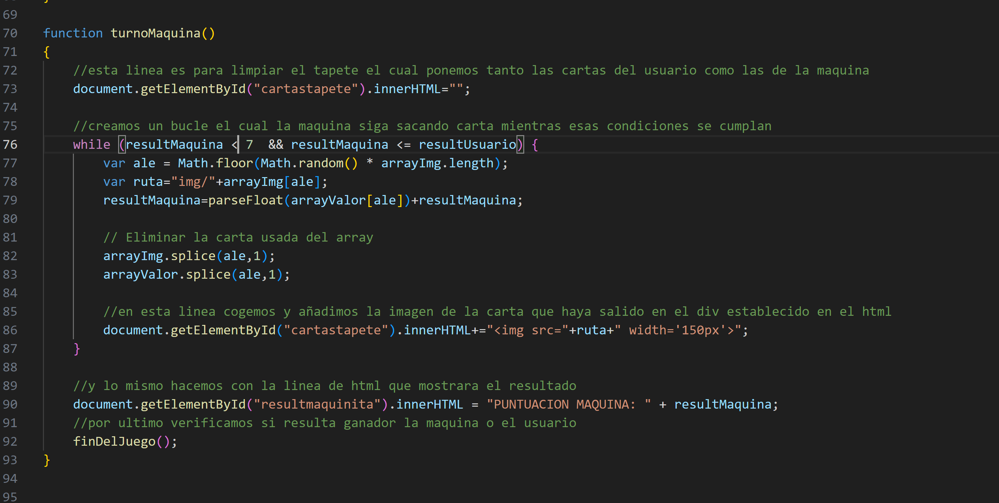 69
70 function turnoMaquina()
71 {
72 //esta linea es para limpiar el tapete el cual ponemos tanto las cartas del usuario como las de la maquina
73 document.getElementById("cartastapete").innerHTML="";
74
75 //creamos un bucle el cual la maquina siga sacando carta mientras esas condiciones se cumplan
76 while (resultMaquina < 7  && resultMaquina <= resultUsuario) {
77 var ale = Math.floor(Math.random() * arrayImg.length);
78 var ruta="img/"+arrayImg[ale];
79 resultMaquina=parseFloat(arrayValor[ale])+resultMaquina;
80
81 // Eliminar la carta usada del array
82 arrayImg.splice(ale,1);
83 arrayValor.splice(ale,1);
84
85 //en esta linea cogemos y añadimos la imagen de la carta que haya salido en el div establecido en el html
86 document.getElementById("cartastapete").innerHTML+="<img src="+ruta+" width='150px'>";
87 }
88
89 //y lo mismo hacemos con la linea de html que mostrara el resultado
90 document.getElementById("resultmaquinita").innerHTML = "PUNTUACION MAQUINA: " + resultMaquina;
91 //por ultimo verificamos si resulta ganador la maquina o el usuario
92 finDelJuego();
93 }
94
95